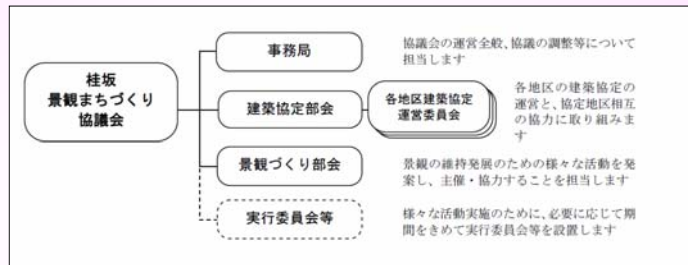 桂坂
景観まちづくり
協議会
事務局
協議会の運営全般、協議の調整等について
担当します
建築協定部会
各地区建築協定
運営委員会
各地区の建築協定の
運営と、協定地区相互
の協力に取り組みま
す
景観づくり部会
景観の維持発展のための様々な活動を発
案し、主催・協力することを担当します
実行委員会等
様々な活動実施のために、必要に応じて期
間をきめて実行委員会等を設置します